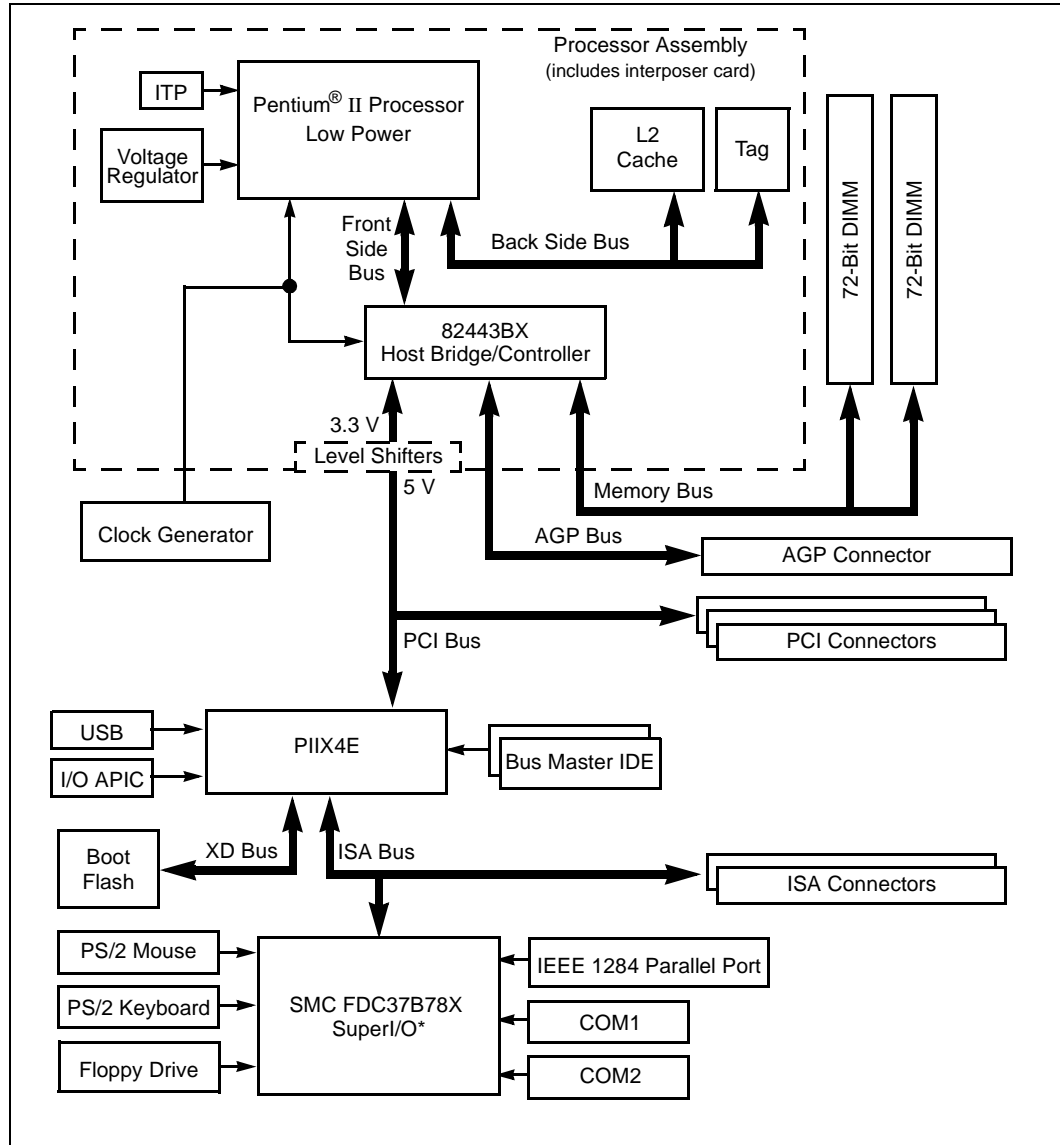 Processor Assembly
(includes interposer card)
ITP
Pentium® II Processor
Low Power
Voltage
Regulator
L2
Cache
Tag
72-Bit DIMM
72-Bit DIMM
Front
Side
Bus
Back Side Bus
82443BX
Host Bridge/Controller
3.3 V
Level Shifters
5 V
Memory Bus
Clock Generator
AGP Bus
AGP Connector
PCI Bus
PCI Connectors
USB
PIIX4E
Bus Master IDE
I/O APIC
XD Bus
ISA Bus
Boot
Flash
ISA Connectors
PS/2 Mouse
IEEE 1284 Parallel Port
PS/2 Keyboard
SMC FDC37B78X
SuperI/O*
COM1
Floppy Drive
COM2